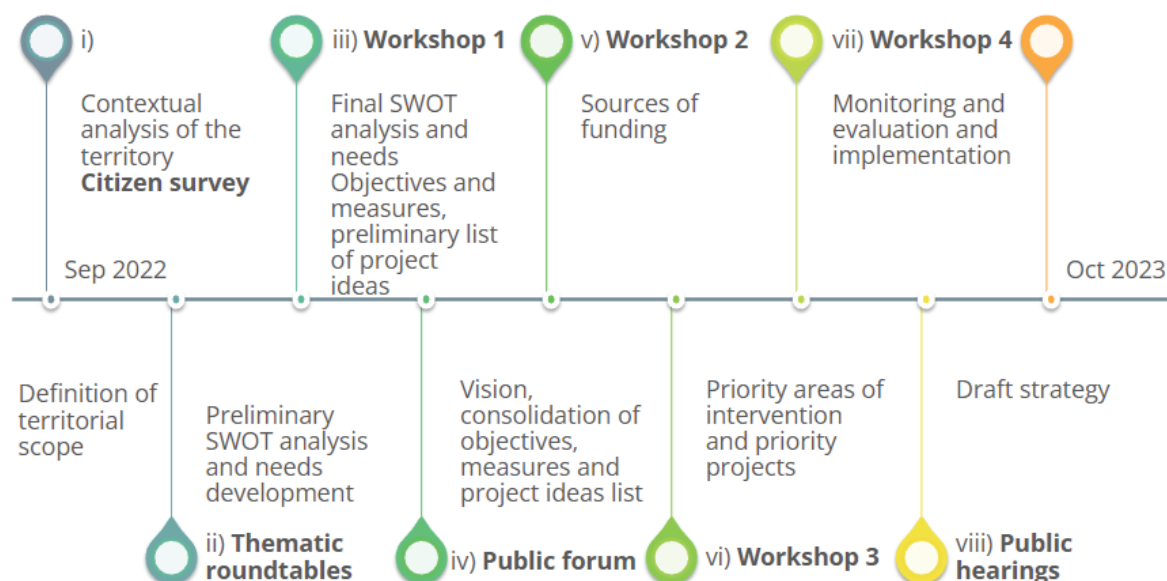 i)
Contextual
analysis of the
territory
Citizen survey
Sep 2022
iii) Workshop 1
Final SWOT
analysis and
needs
Objectives and
measures,
preliminary list
of project
ideas
v) Workshop 2
Sources of
funding
vii) Workshop 4
Monitoring and
evaluation and
implementation
Oct 2023
Definition of
territorial
scope
Preliminary
SWOT analysis
and needs
development
ii) Thematic
roundtables
Vision,
consolidation of
objectives,
measures and
project ideas list
iv) Public forum
Priority areas of
intervention
and priority
projects
vi) Workshop 3
Draft strategy
viii) Public
hearings